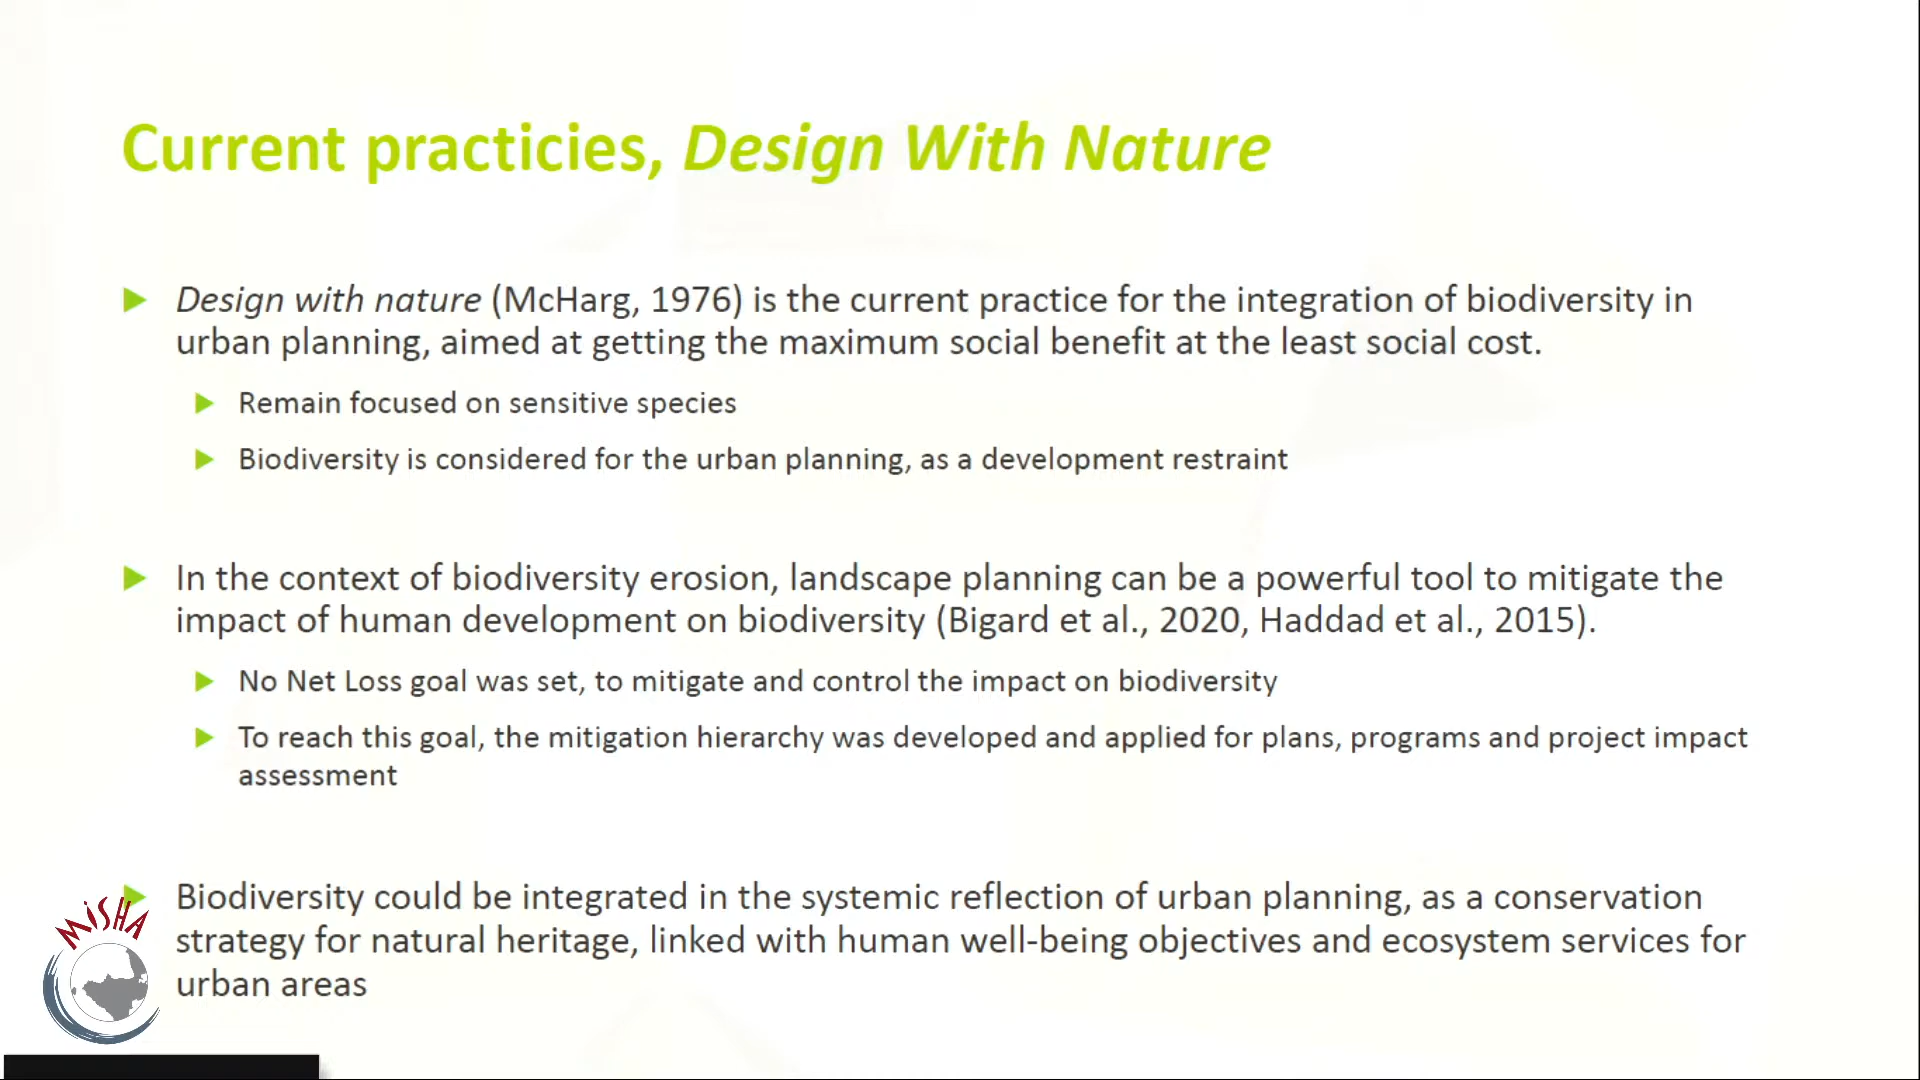 Current practicies, Design With Nature
Design with nature (McHarg, 1976) is the current practice for the integration of biodiversity in
urban planning, aimed at getting the maximum social benefit at the least social cost.
Remain focused on sensitive species
Biodiversity is considered for the urban planning, as a development restraint
In the context of biodiversity erosion, landscape planning can be a powerful tool to mitigate the
impact of human development on biodiversity (Bigard et al., 2020, Haddad et al., 2015).
No Net Loss goal was set, to mitigate and control the impact on biodiversity
To reach this goal, the mitigation hierarchy was developed and applied for plans, programs and project impact
assessment
Biodiversity could be integrated in the systemic reflection of urban planning, as a conservation
strategy for natural heritage, linked with human well-being objectives and ecosystem services for
urban areas
MiSHA